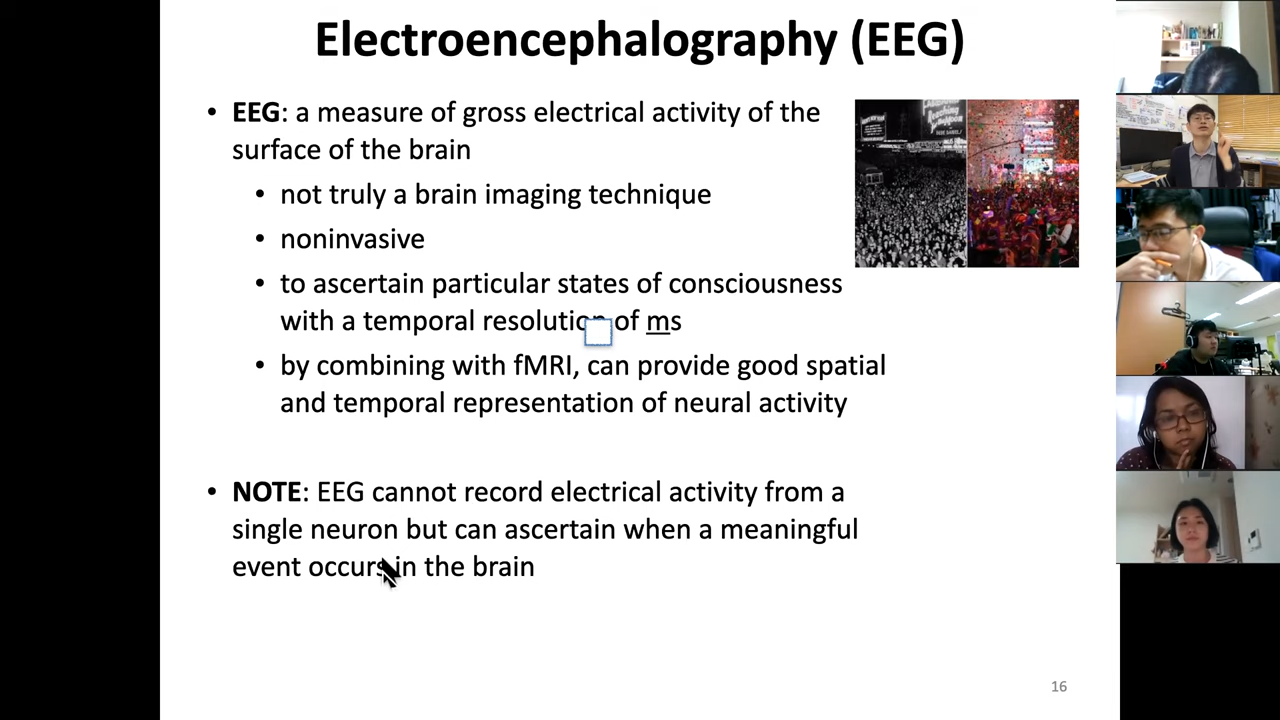 Electroencephalography (EEG)
• EEG: a measure of gross electrical activity of the
surface of the brain
• not truly a brain imaging technique
• noninvasive
• to ascertain particular states of consciousness
with a temporal resolution of ms
• by combining with fMRI, can provide good spatial
and temporal representation of neural activity
• NOTE: EEG cannot record electrical activity from a
single neuron but can ascertain when a meaningful
event occurs in the brain
16